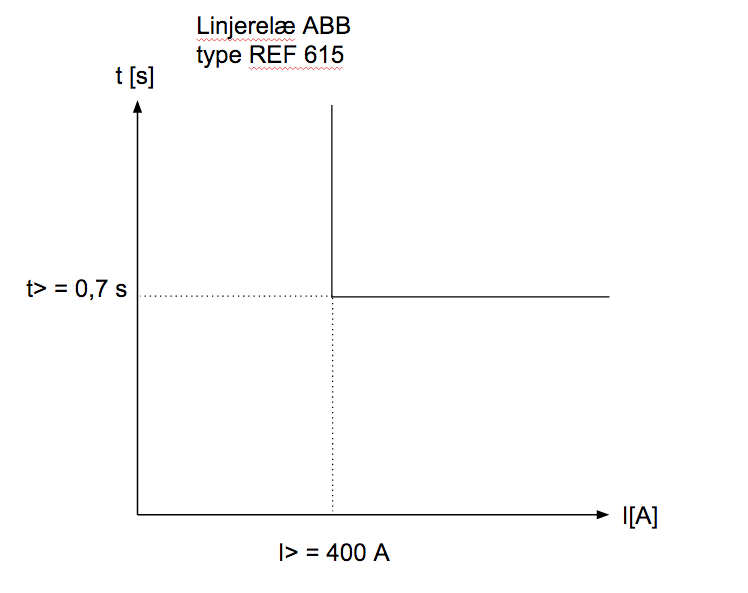 Linjerelæ ABB
type REF 615
t [s]
t> = 0,7 s
I[A]
I> = 400 A